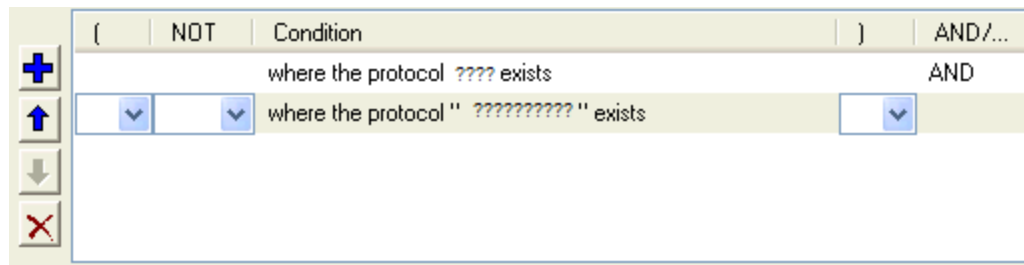 ( NOT Condition ) AND/...
where the protocol ???? exists AND
where the protocol " ?????????? " exists